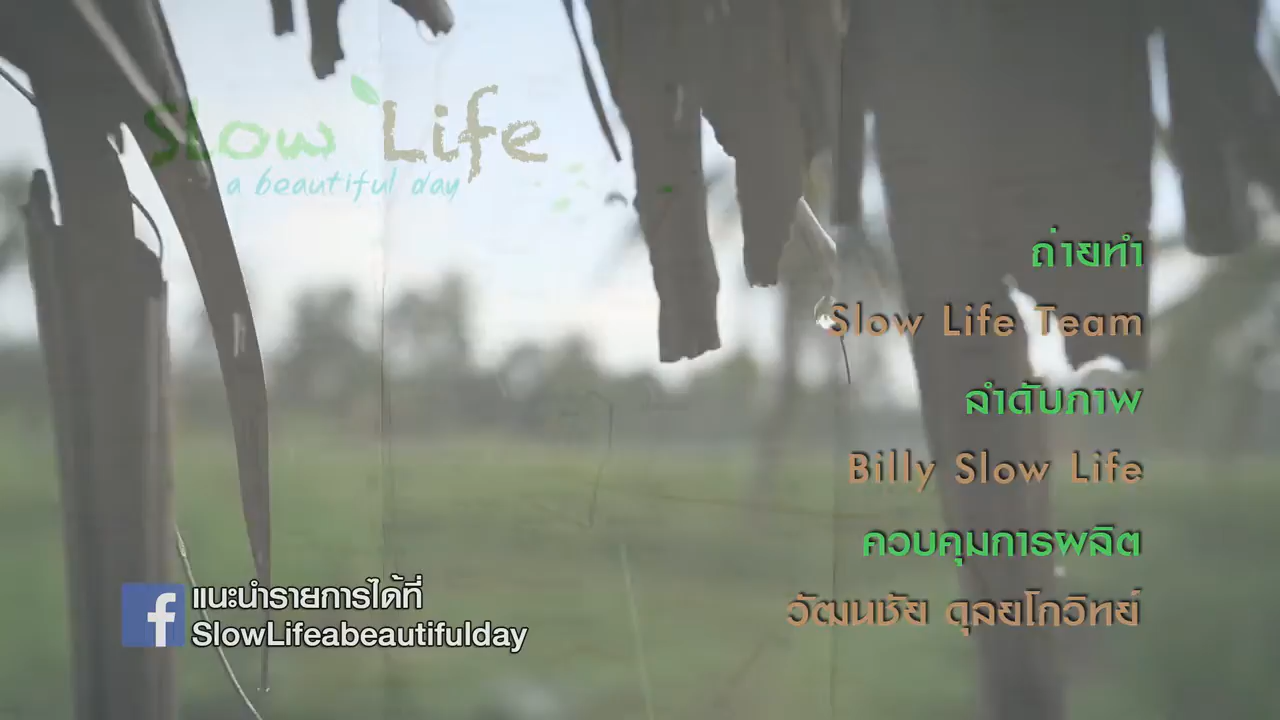 Slow Life
a beautiful day
ถ่ายทำ
Slow Life Team
ลำดับภาพ
Billy Slow Life
ควบคุมการผลิต
วัฒนชัย ดุลยโกวิทย์
แนะนำรายการได้ที่
SlowLifeabeautifulday